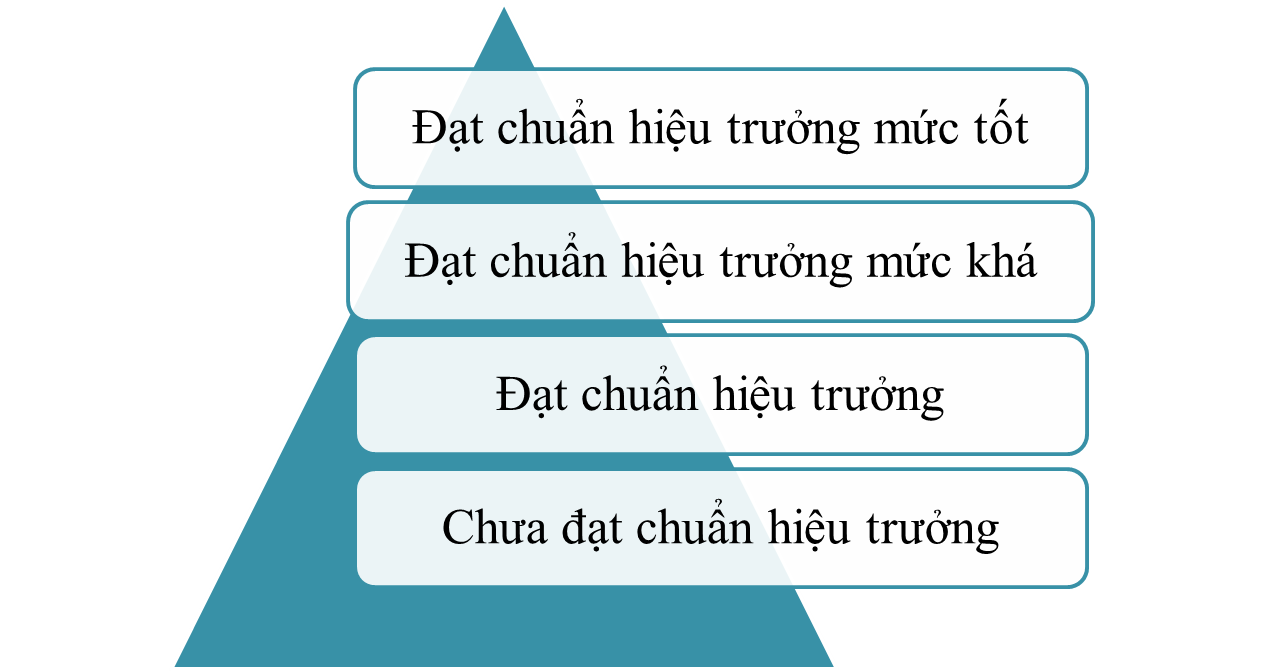 Đạt chuẩn hiệu trưởng mức tốt
Đạt chuẩn hiệu trưởng mức khá
Đạt chuẩn hiệu trưởng
Chưa đạt chuẩn hiệu trưởng